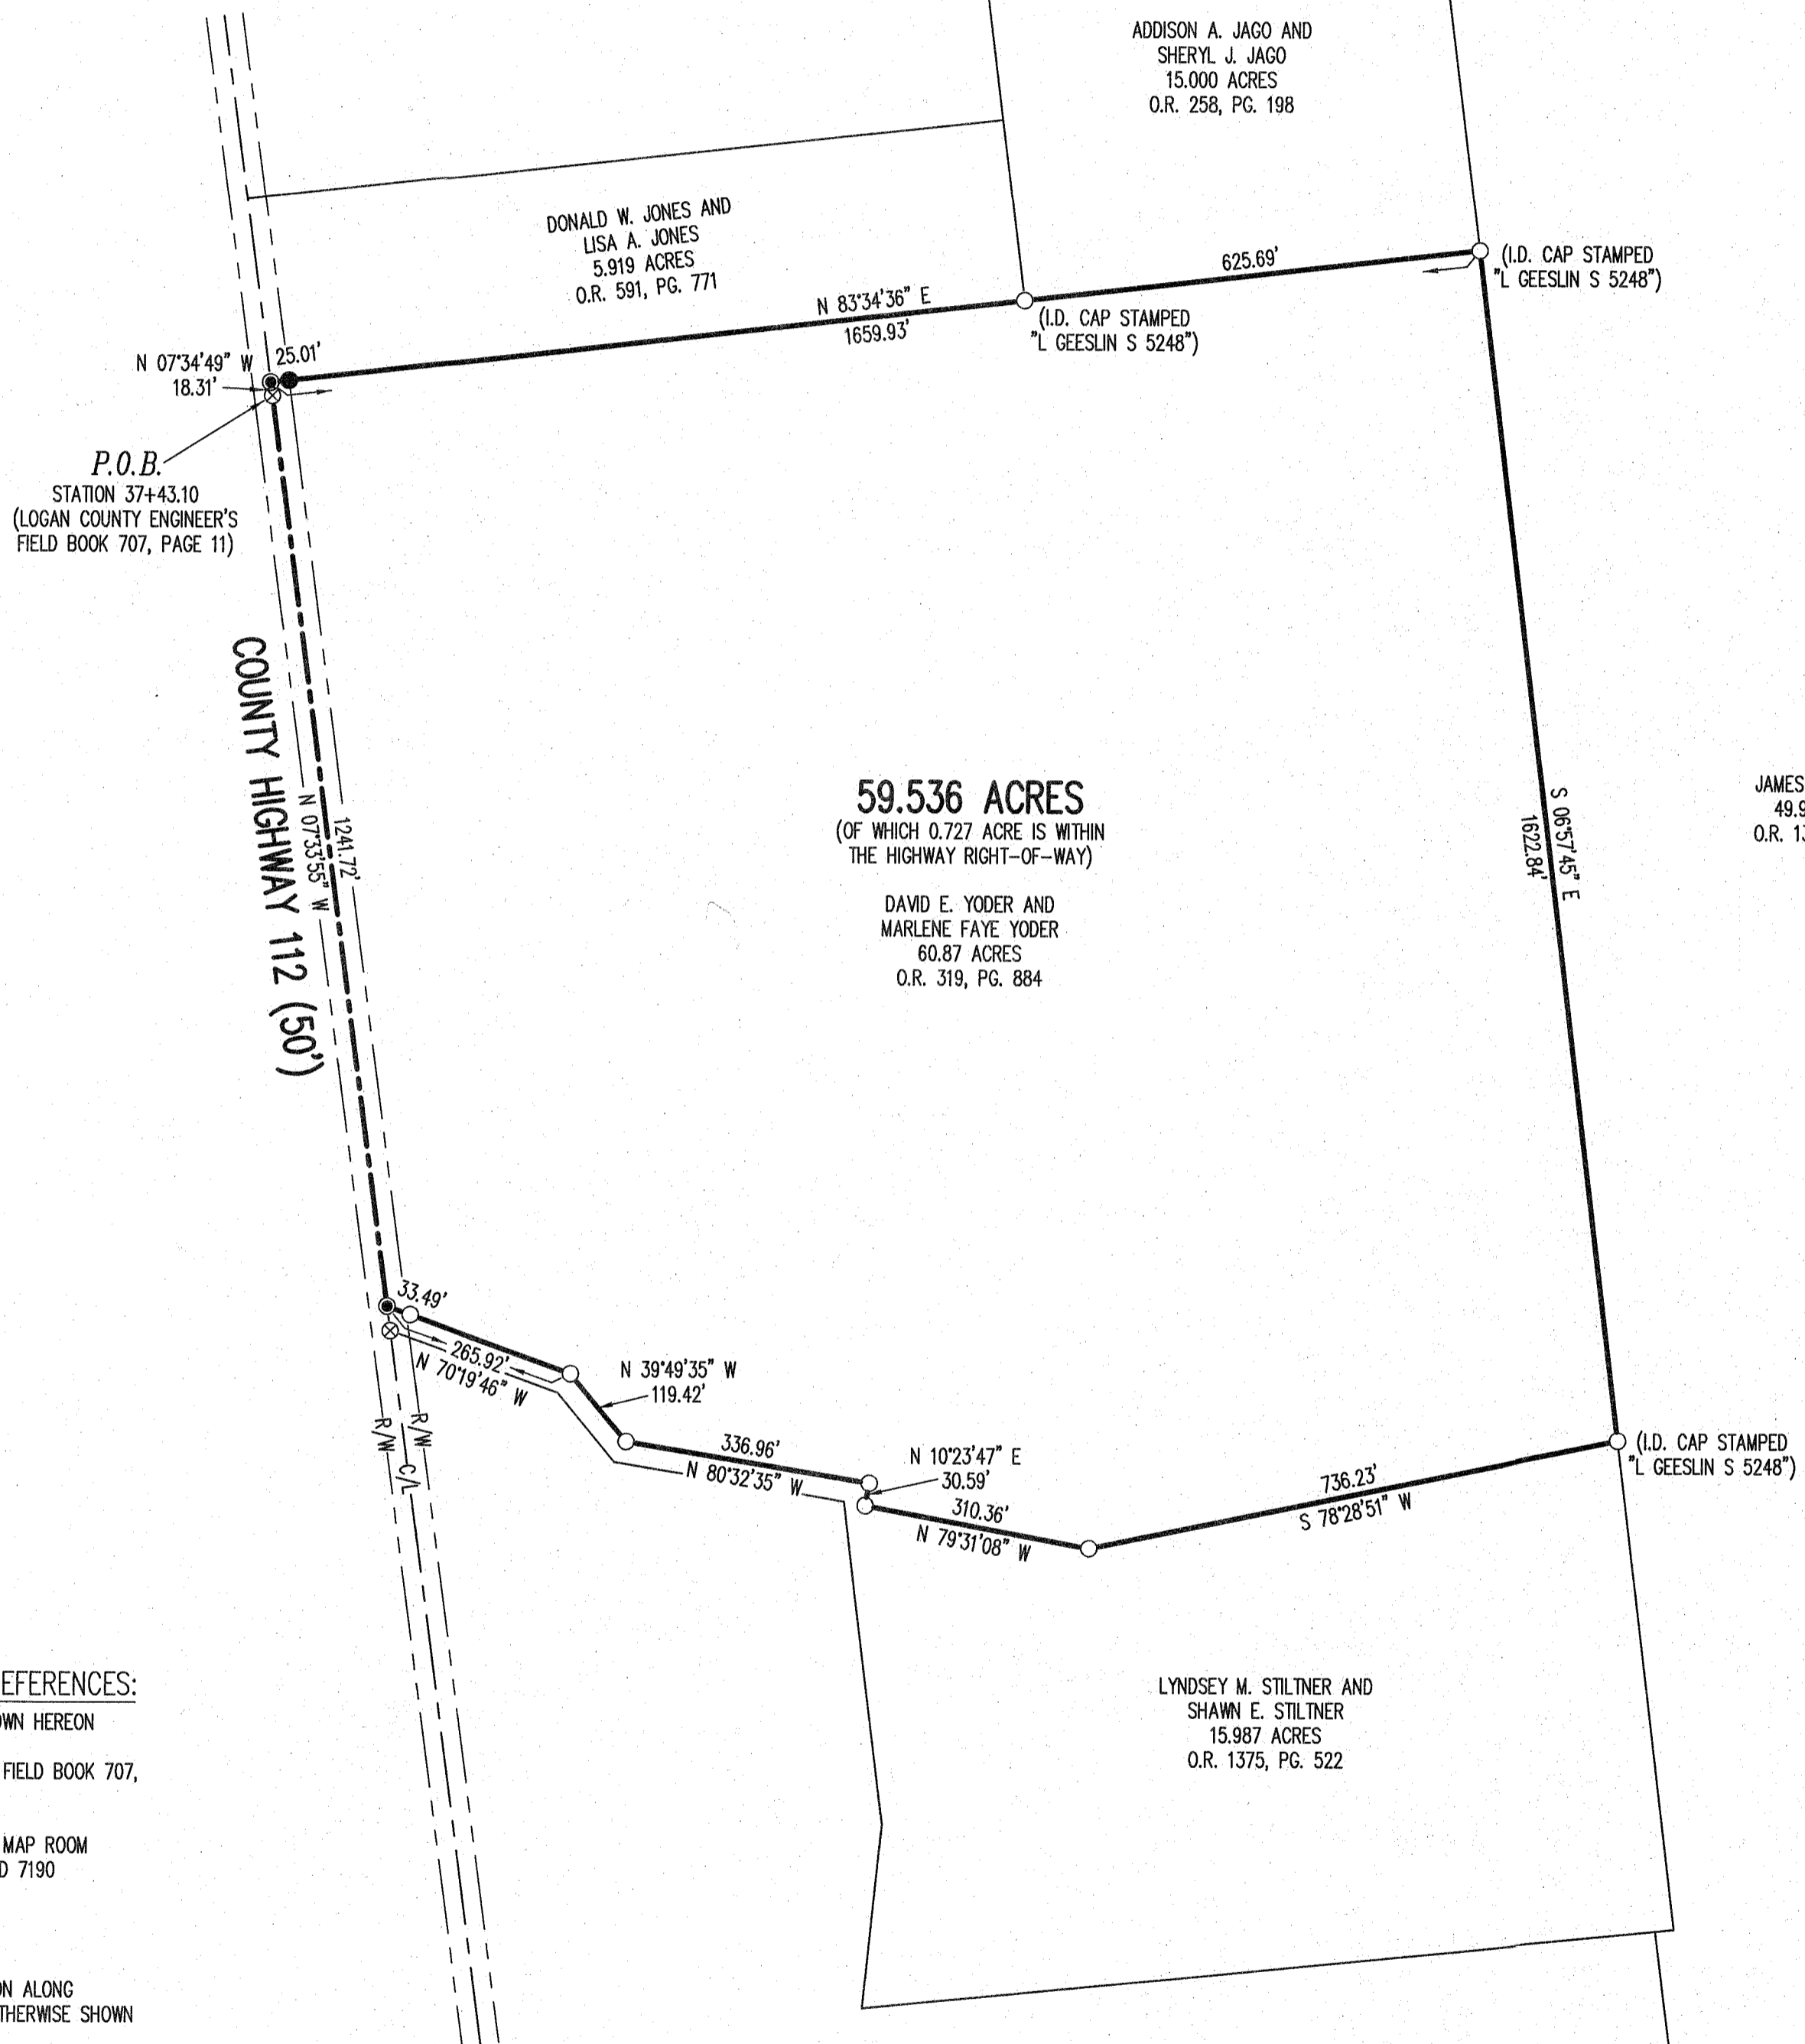 ADDISON A. JAGO AND
SHERYL J. JAGO
15.000 ACRES
O.R. 258, PG. 198
DONALD W. JONES AND
LISA A. JONES
5.919 ACRES
O.R. 591, PG. 771
625.69'
(I.D. CAP STAMPED
"L GEESLIN S 5248")
N 83°34'36" E
1659.93'
(I.D. CAP STAMPED
"L GEESLIN S 5248")
N 07°34'49" W
18.31'
25.01'
P.O.B.
STATION 37+43.10
(LOGAN COUNTY ENGINEER'S
FIELD BOOK 707, PAGE 11)
COUNTY HIGHWAY 112 (50')
N 07°33'55" W
1241.72'
59.536 ACRES
(OF WHICH 0.727 ACRE IS WITHIN
THE HIGHWAY RIGHT-OF-WAY)
DAVID E. YODER AND
MARLENE FAYE YODER
60.87 ACRES
O.R. 319, PG. 884
S 06°57'45" E
1622.84'
JAMES
49.9
O.R. 13
33.49'
265.92'
N 70°19'46" W
N 39°49'35" W
119.42'
336.96'
N 80°32'35" W
N 10°23'47" E
30.59'
310.36'
N 79°31'08" W
736.23'
S 78°28'51" W
(I.D. CAP STAMPED
"L GEESLIN S 5248")
R/W
C/L
R/W
LYNDSEY M. STILTNER AND
SHAWN E. STILTNER
15.987 ACRES
O.R. 1375, PG. 522
EFERENCES:
OWN HEREON
FIELD BOOK 707,
MAP ROOM
D 7190
ON ALONG
THERWISE SHOWN